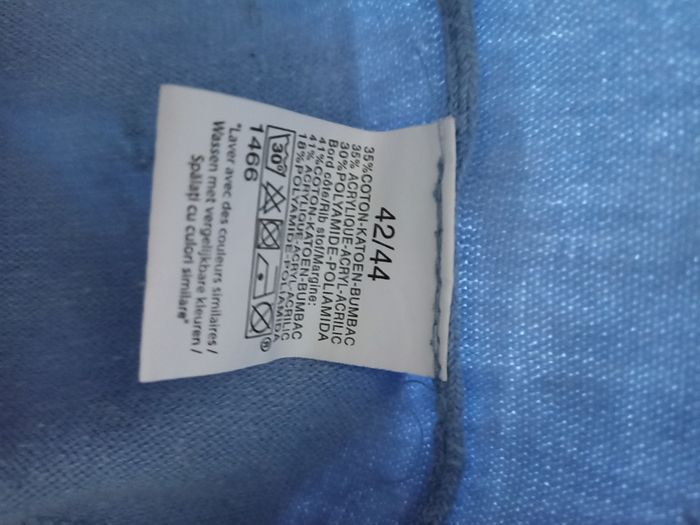 42/44
35%COTON-KATOEN-BUMBAC
35% ACRYLIQUE-ACRYL-ACRILIC
30%POLYAMIDE-POLIAMIDA
Bord côte/Rib stof/Margine:
41%COTON-KATOEN-BUMBAC
41% ACRYLIQUE-ACRYL-ACRILIC
18%POLYAMIDE-POLIAMIDA
30° ®
1466
"Laver avec des couleurs similaires /
Wassen met vergelijkbare kleuren /
Spălați cu culori similare"